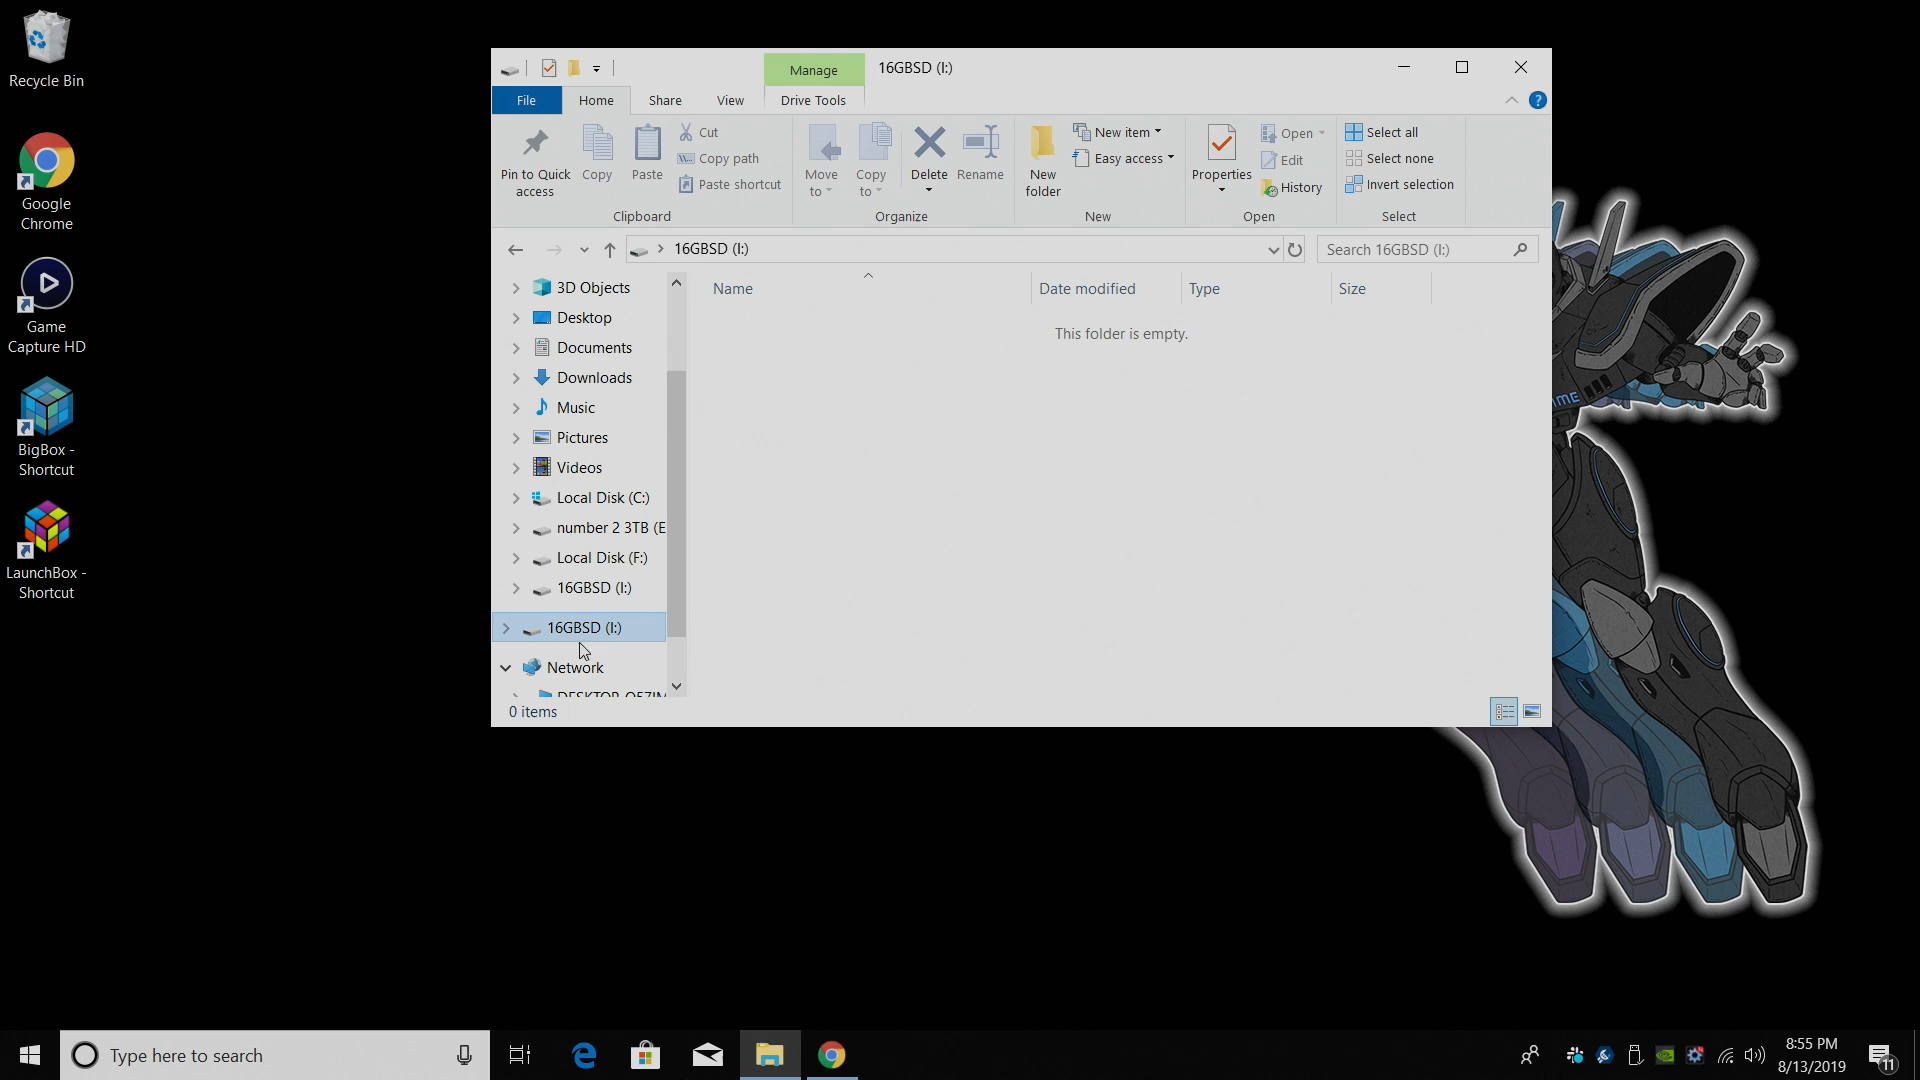 Recycle Bin
Google
Chrome
Game
Capture HD
BigBox -
Shortcut
LaunchBox -
Shortcut
Manage
16GBSD (I:)
File
Home
Share
View
Drive Tools
Pin to Quick
access
Copy
Paste
Cut
Copy path
Paste shortcut
Clipboard
Move
to
Copy
to
Delete
Rename
Organize
New
folder
New item
Easy access
New
Properties
Open
Edit
History
Open
Select all
Select none
Invert selection
Select
16GBSD (I:)
Search 16GBSD (I:)
3D Objects
Desktop
Documents
Downloads
Music
Pictures
Videos
Local Disk (C:)
number 2 3TB (E
Local Disk (F:)
16GBSD (I:)
16GBSD (I:)
Network
Name
Date modified
Type
Size
This folder is empty.
0 items
Type here to search
8:55 PM
8/13/2019
11